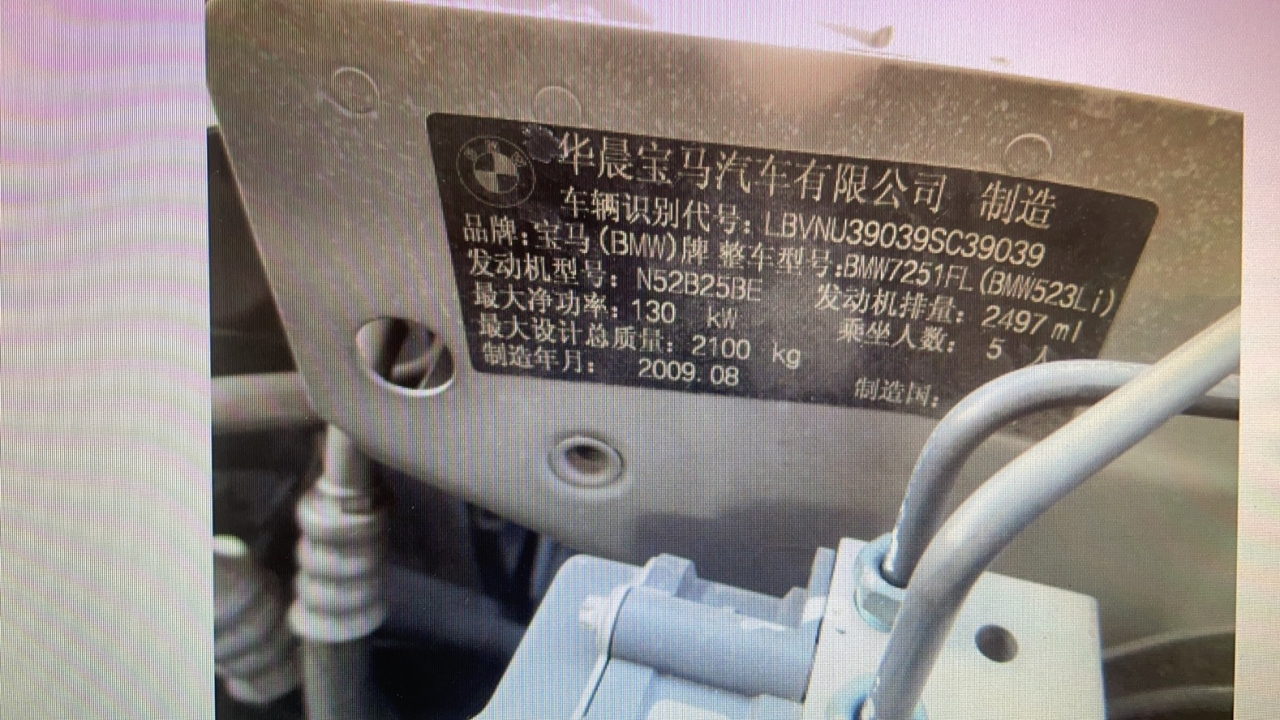 华晨宝马汽车有限公司 制造
车辆识别代号: LBVNU39039SC39039
品牌: 宝马(BMW)牌 整车型号: BMW7251FL(BMW523Li)
发动机型号: N52B25BE 发动机排量: 2497 ml
最大净功率: 130 kW 乘坐人数: 5 人
最大设计总质量: 2100 kg
制造年月: 2009.08 制造国: